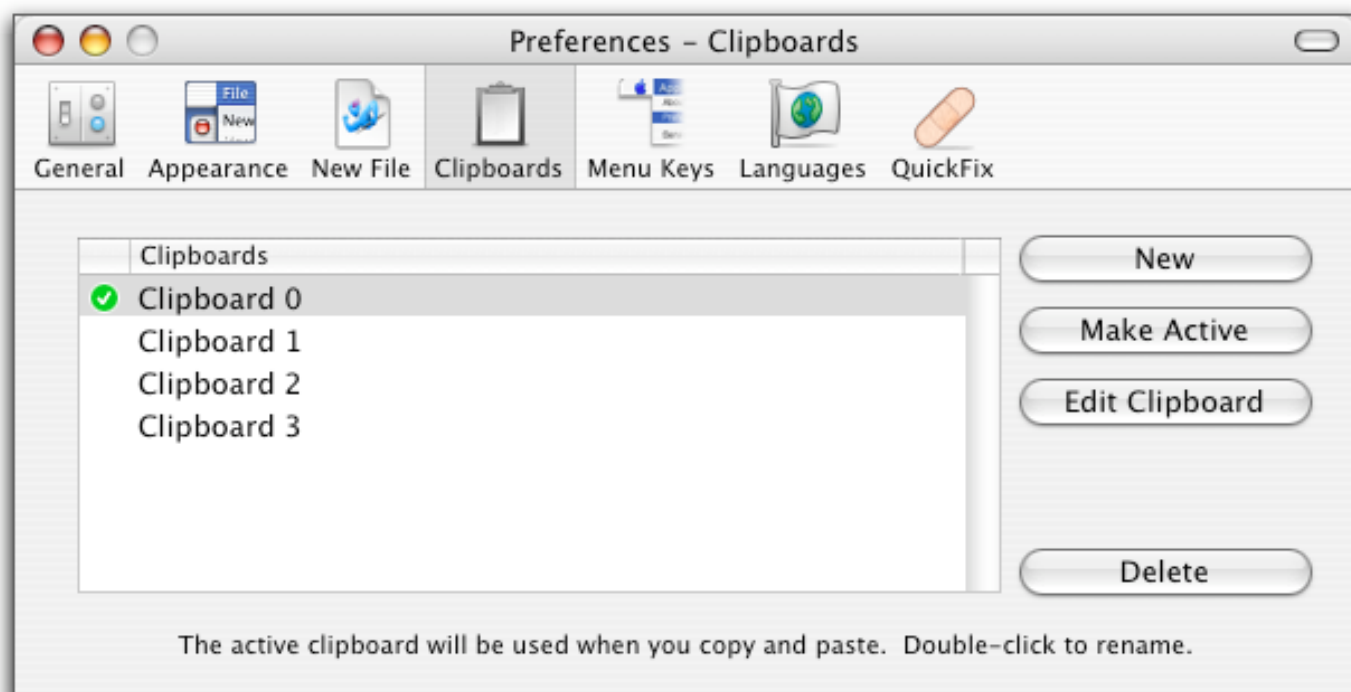 Preferences – Clipboards
File
New
General Appearance New File Clipboards Menu Keys Languages QuickFix
Clipboards
Clipboard 0
Clipboard 1
Clipboard 2
Clipboard 3
New
Make Active
Edit Clipboard
Delete
The active clipboard will be used when you copy and paste.  Double-click to rename.